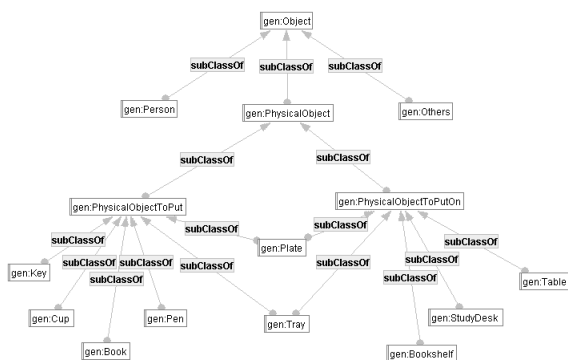 gen:Object
subClassOf
subClassOf
subClassOf
gen:Person
gen:PhysicalObject
gen:Others
subClassOf
subClassOf
gen:PhysicalObjectToPut
gen:PhysicalObjectToPutOn
subClassOf
subClassOf
subClassOf
gen:Plate
subClassOf
subClassOf
subClassOf
subClassOf
subClassOf
subClassOf
subClassOf
subClassOf
gen:Key
gen:Table
gen:Cup
gen:Pen
gen:Tray
gen:StudyDesk
gen:Book
gen:Bookshelf